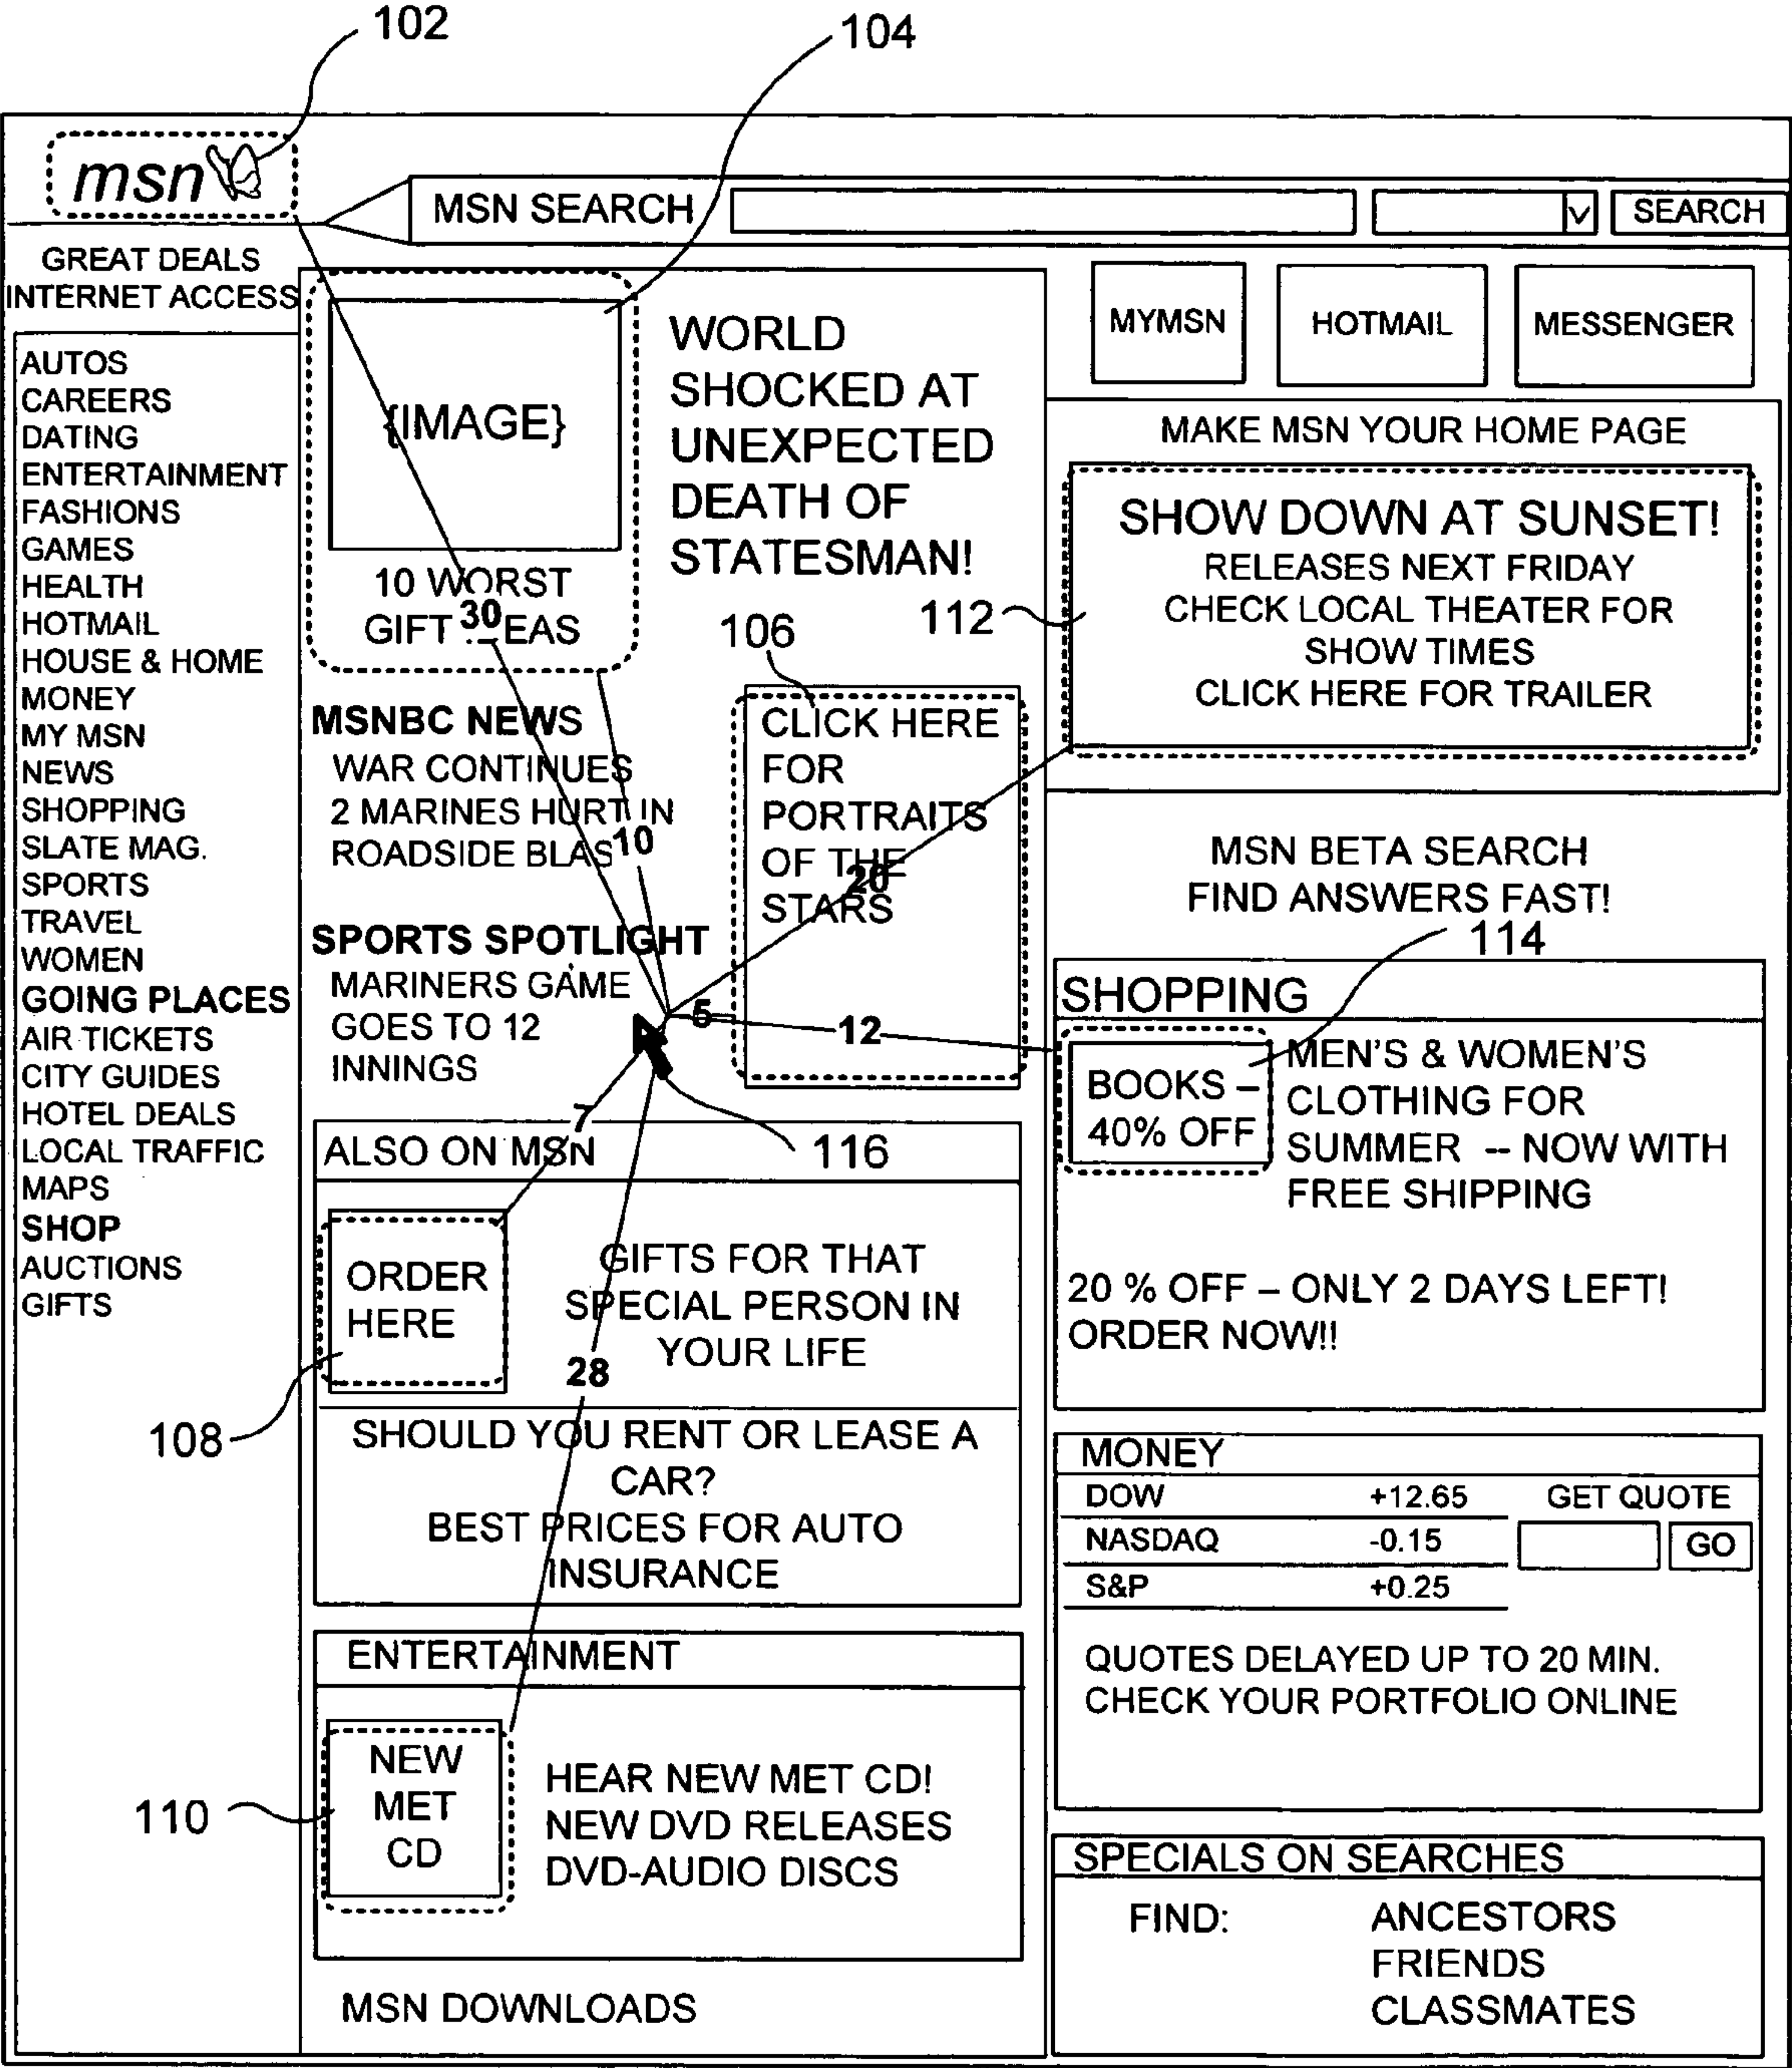 102
104
msn
MSN SEARCH
SEARCH
GREAT DEALS
INTERNET ACCESS
AUTOS
CAREERS
DATING
ENTERTAINMENT
FASHIONS
GAMES
HEALTH
HOTMAIL
HOUSE & HOME
MONEY
MY MSN
NEWS
SHOPPING
SLATE MAG.
SPORTS
TRAVEL
WOMEN
GOING PLACES
AIR TICKETS
CITY GUIDES
HOTEL DEALS
LOCAL TRAFFIC
MAPS
SHOP
AUCTIONS
GIFTS
{IMAGE}
10 WORST
GIFT EAS
30
WORLD
SHOCKED AT
UNEXPECTED
DEATH OF
STATESMAN!
MSNBC NEWS
WAR CONTINUES
2 MARINES HURT IN
ROADSIDE BLAS
10
106
CLICK HERE
FOR
PORTRAITS
OF THE
STARS
20
SPORTS SPOTLIGHT
MARINERS GAME
GOES TO 12
INNINGS
5
12
7
116
ALSO ON MSN
ORDER
HERE
GIFTS FOR THAT
SPECIAL PERSON IN
YOUR LIFE
28
108
SHOULD YOU RENT OR LEASE A
CAR?
BEST PRICES FOR AUTO
INSURANCE
ENTERTAINMENT
NEW
MET
CD
110
HEAR NEW MET CD!
NEW DVD RELEASES
DVD-AUDIO DISCS
MSN DOWNLOADS
MYMSN
HOTMAIL
MESSENGER
MAKE MSN YOUR HOME PAGE
SHOW DOWN AT SUNSET!
RELEASES NEXT FRIDAY
CHECK LOCAL THEATER FOR
SHOW TIMES
CLICK HERE FOR TRAILER
112
MSN BETA SEARCH
FIND ANSWERS FAST!
114
SHOPPING
BOOKS –
40% OFF
MEN'S & WOMEN'S
CLOTHING FOR
SUMMER -- NOW WITH
FREE SHIPPING
20 % OFF – ONLY 2 DAYS LEFT!
ORDER NOW!!
MONEY
DOW +12.65 GET QUOTE
NASDAQ -0.15 GO
S&P +0.25
QUOTES DELAYED UP TO 20 MIN.
CHECK YOUR PORTFOLIO ONLINE
SPECIALS ON SEARCHES
FIND: ANCESTORS
FRIENDS
CLASSMATES